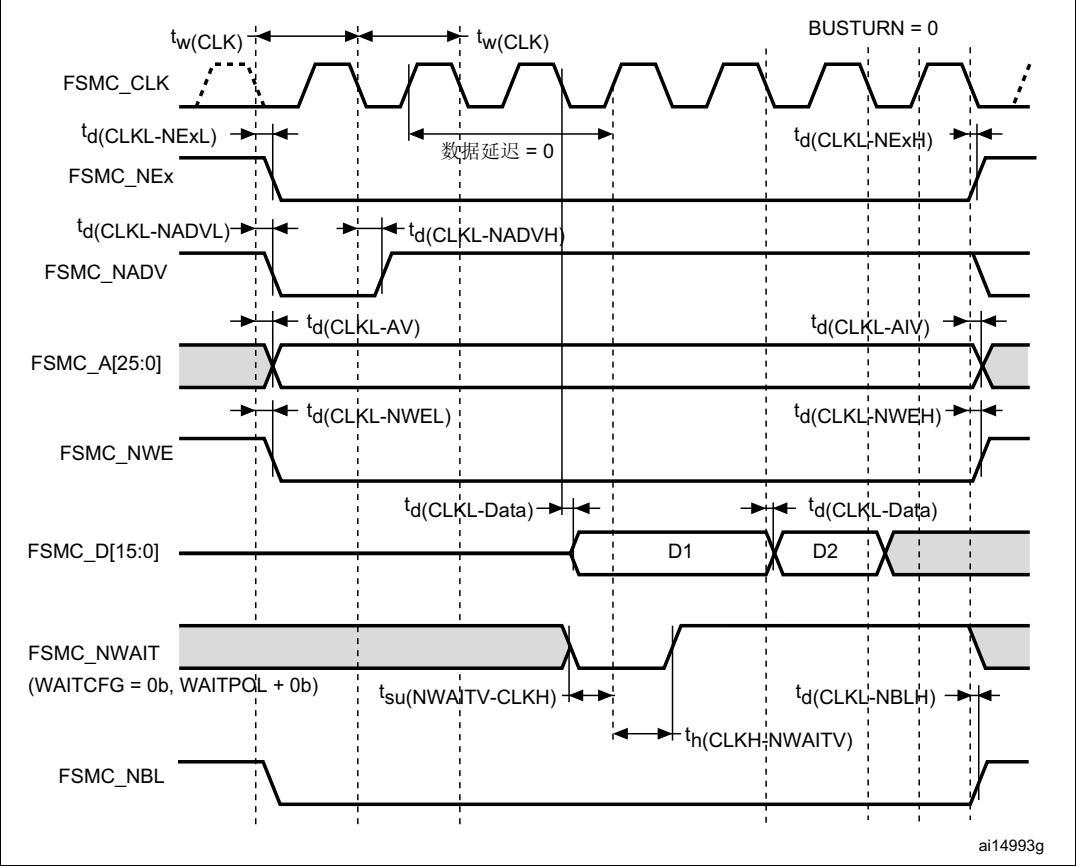 BUSTURN = 0
tw(CLK) tw(CLK)
FSMC_CLK
td(CLKL-NExL) 数据延迟 = 0 td(CLKL-NExH)
FSMC_NEx
td(CLKL-NADVL) td(CLKL-NADVH)
FSMC_NADV
td(CLKL-AV) td(CLKL-AIV)
FSMC_A[25:0]
td(CLKL-NWEL) td(CLKL-NWEH)
FSMC_NWE
td(CLKL-Data) td(CLKL-Data)
FSMC_D[15:0] D1 D2
FSMC_NWAIT
(WAITCFG = 0b, WAITPOL + 0b)
tsu(NWAITV-CLKH) td(CLKL-NBLH)
th(CLKH-NWAITV)
FSMC_NBL
ai14993g